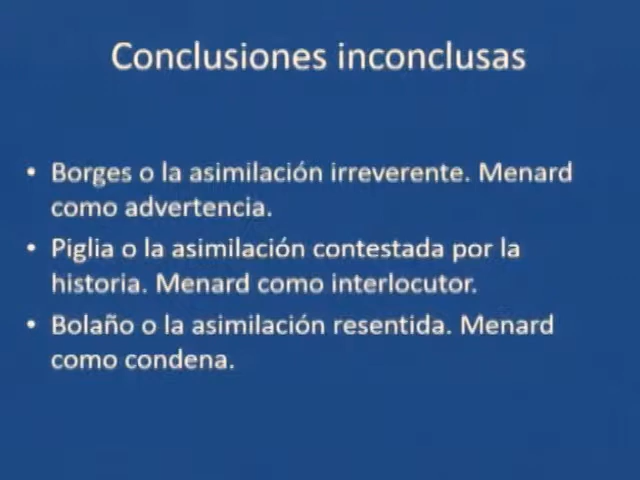 Conclusiones inconclusas
• Borges o la asimilación irreverente. Menard
como advertencia.
• Piglia o la asimilación contestada por la
historia. Menard como interlocutor.
• Bolaño o la asimilación resentida. Menard
como condena.